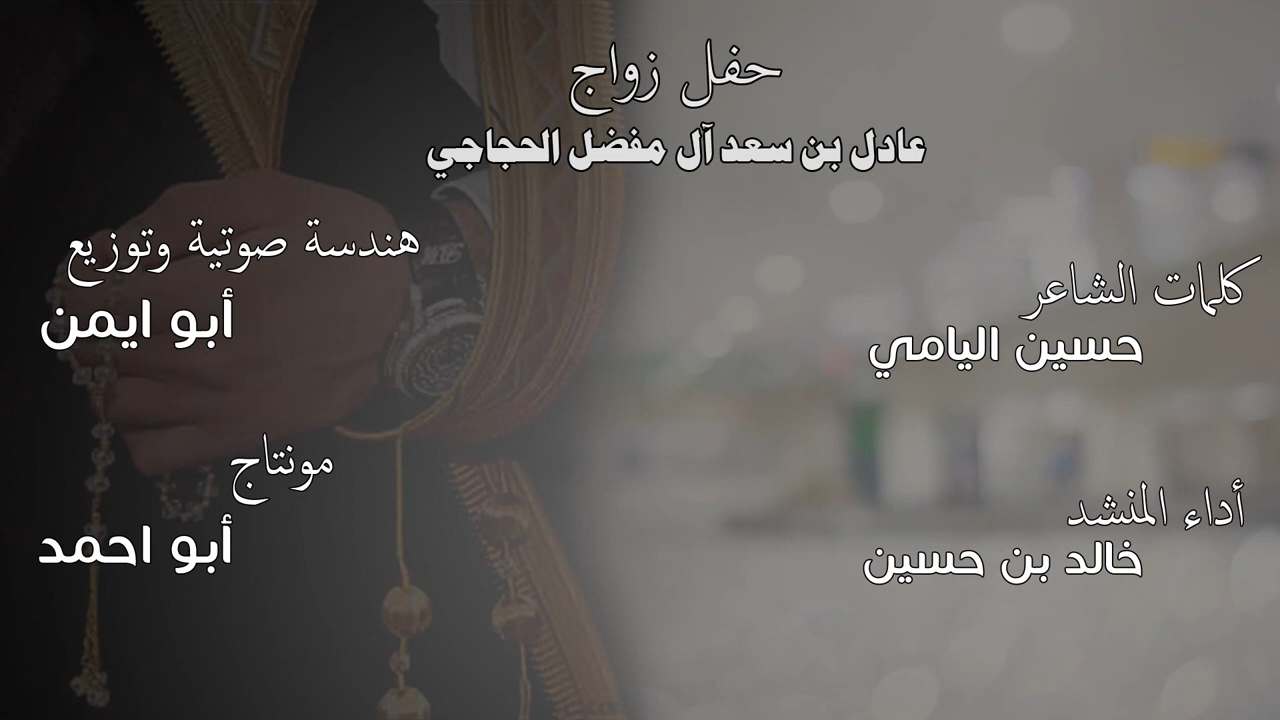 حفل زواج
عادل بن سعد آل مفضل الحجاجي
كلمات الشاعر
حسين اليامي
أداء المنشد
خالد بن حسين
هندسة صوتية وتوزيع
أبو ايمن
مونتاج
أبو احمد